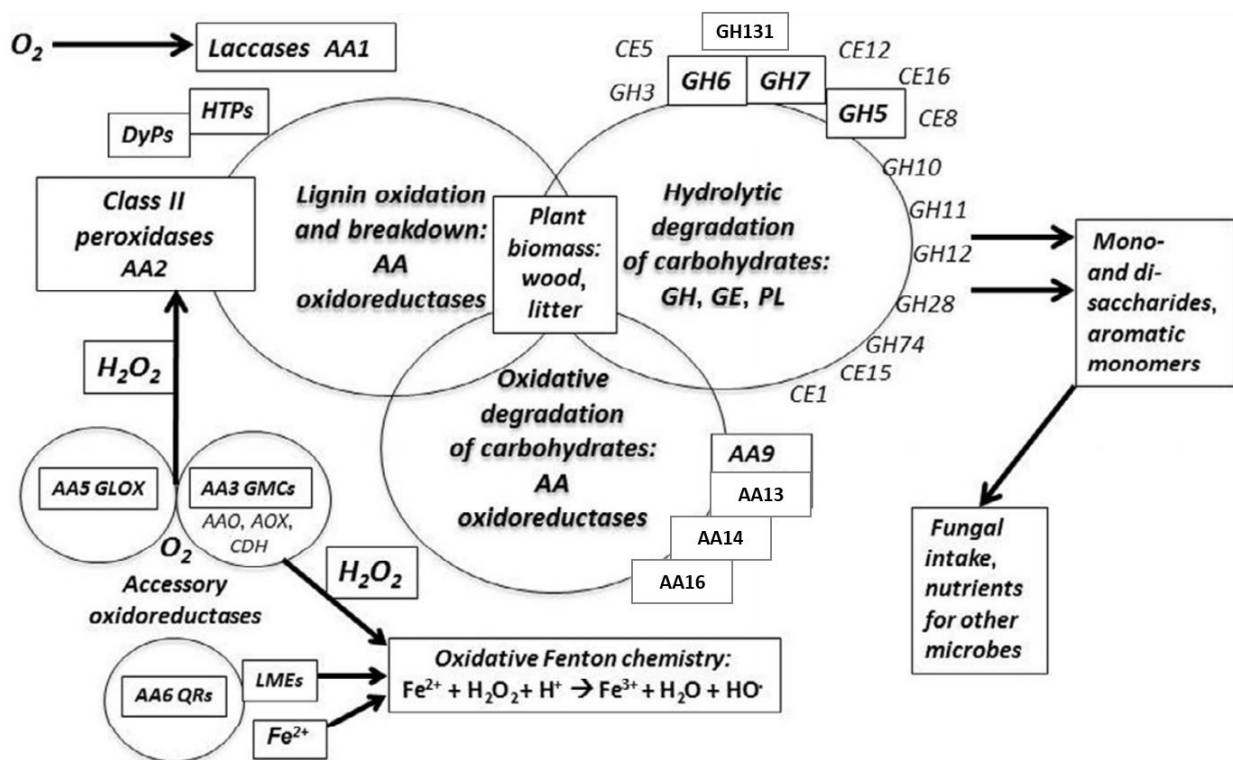 O₂
Laccases AA1
HTPs
DyPs
Class II
peroxidases
AA2
H₂O₂
Lignin oxidation
and breakdown:
AA
oxidoreductases
Plant
biomass:
wood,
litter
Hydrolytic
degradation
of carbohydrates:
GH, GE, PL
GH131
CE5
GH3
GH6
GH7
CE12
CE16
GH5
CE8
GH10
GH11
GH12
GH28
GH74
CE15
CE1
Mono-
and di-
saccharides,
aromatic
monomers
Oxidative
degradation
of carbohydrates:
AA
oxidoreductases
AA9
AA13
AA14
AA16
AA5 GLOX
AA3 GMCs
AAO, AOX,
CDH
O₂
Accessory
oxidoreductases
H₂O₂
Fungal
intake,
nutrients
for other
microbes
AA6 QRs
LMEs
Fe²⁺
Oxidative Fenton chemistry:
Fe²⁺ + H₂O₂ + H⁺ → Fe³⁺ + H₂O + HO·